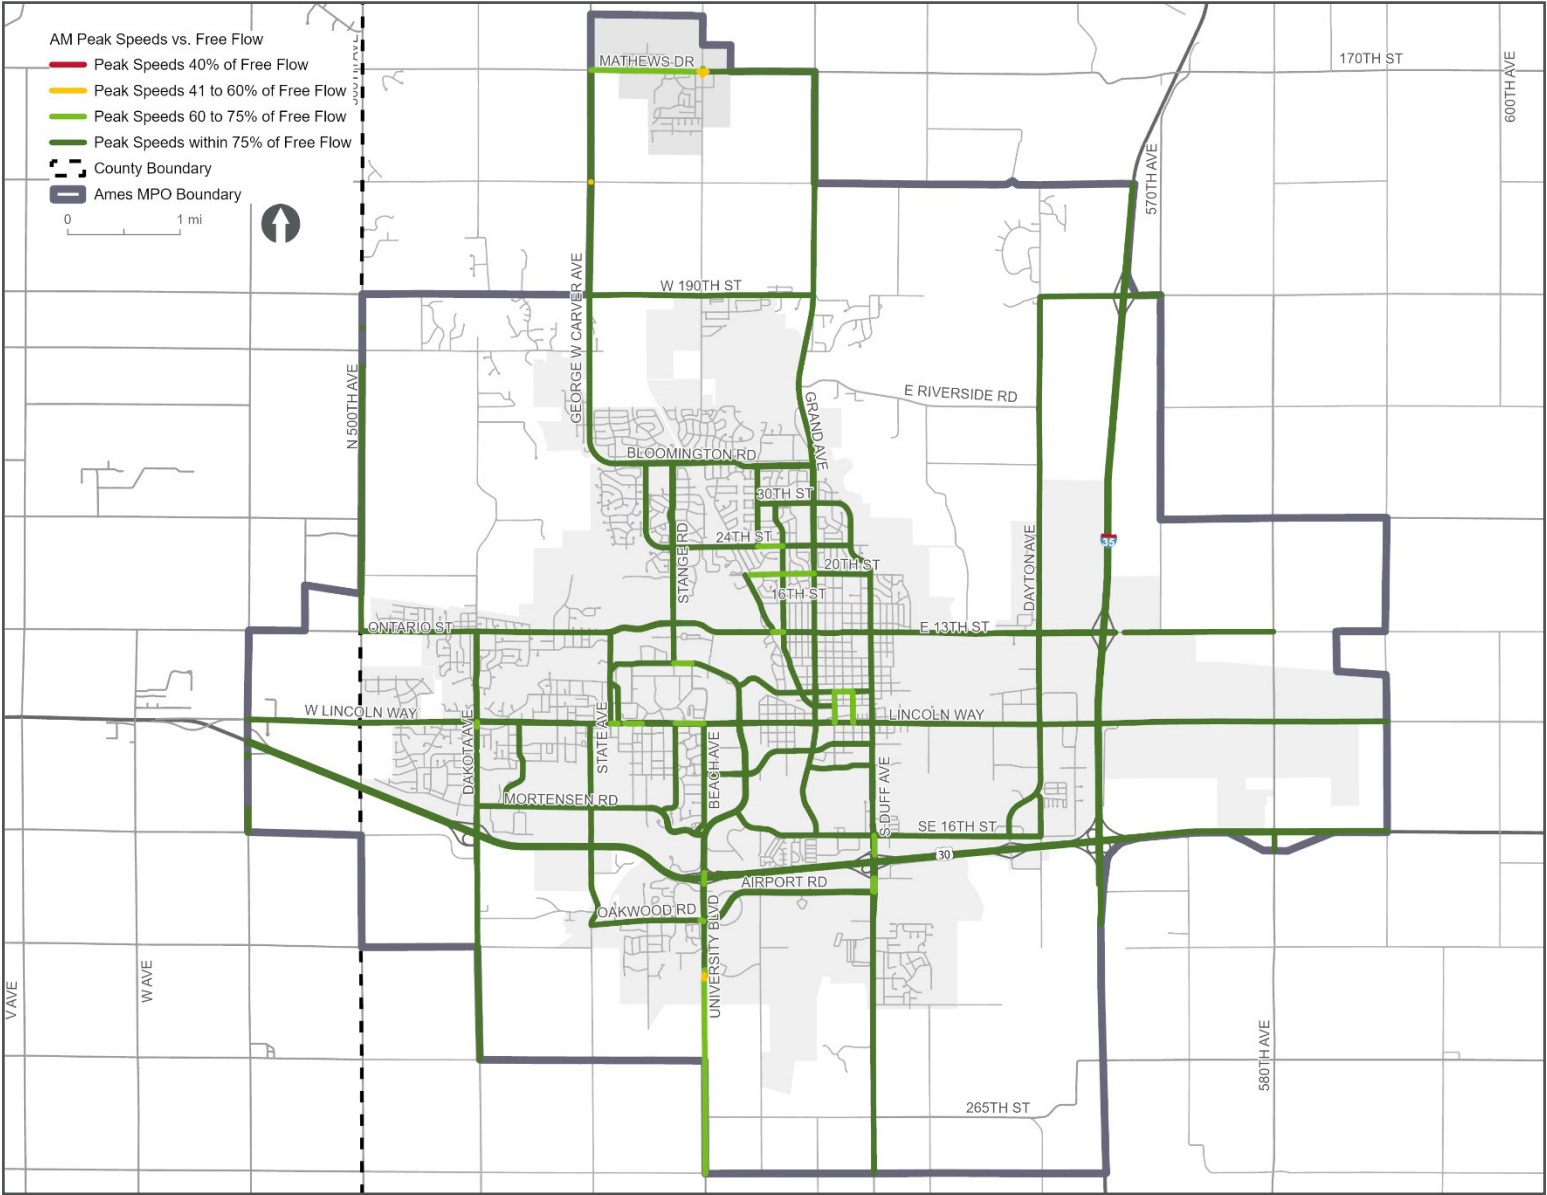 AM Peak Speeds vs. Free Flow
Peak Speeds 40% of Free Flow
Peak Speeds 41 to 60% of Free Flow
Peak Speeds 60 to 75% of Free Flow
Peak Speeds within 75% of Free Flow
County Boundary
Ames MPO Boundary
0 1 mi
MATHEWS DR
170TH ST
600TH AVE
570TH AVE
GEORGE W CARVER AVE
W 190TH ST
N 500TH AVE
E RIVERSIDE RD
GRAND AVE
BLOOMINGTON RD
30TH ST
24TH ST
STANGE RD
20TH ST
16TH ST
DAYTON AVE
35
ONTARIO ST
E 13TH ST
W LINCOLN WAY
LINCOLN WAY
DAKOTA AVE
STATE AVE
BEACH AVE
S DUFF AVE
MORTENSEN RD
SE 16TH ST
30
AIRPORT RD
OAKWOOD RD
UNIVERSITY BLVD
V AVE
W AVE
580TH AVE
265TH ST